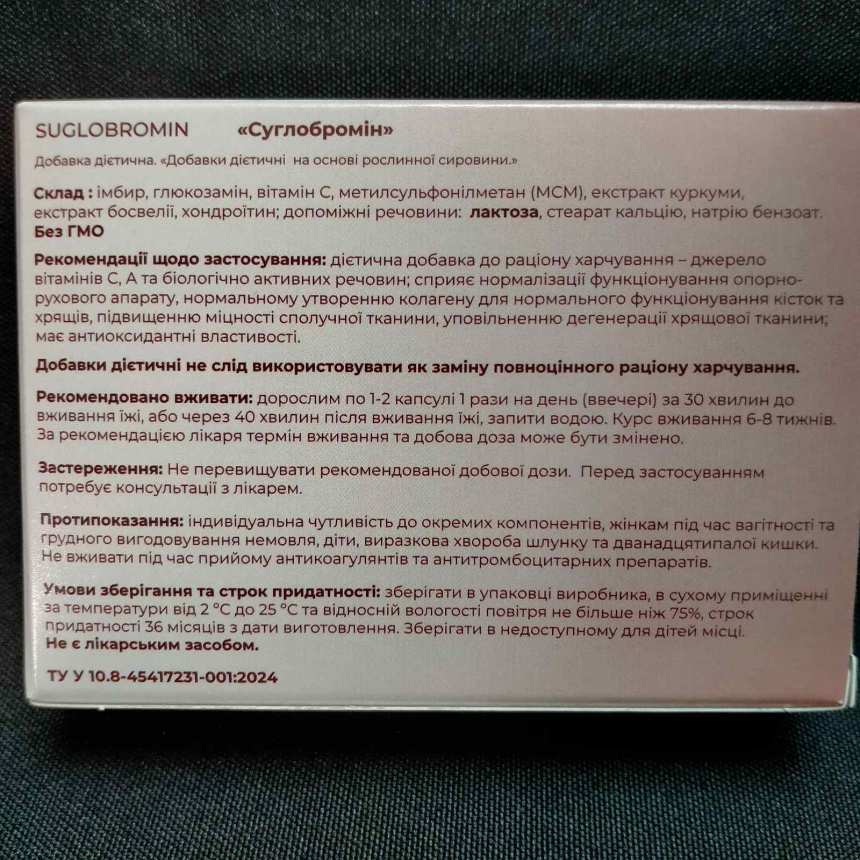 SUGLOBROMIN «Суглобромін»
Добавка дієтична. «Добавки дієтичні на основі рослинної сировини.»
Склад : імбир, глюкозамін, вітамін С, метилсульфонілметан (МСМ), екстракт куркуми,
екстракт босвелії, хондроїтин; допоміжні речовини: лактоза, стеарат кальцію, натрію бензоат.
Без ГМО
Рекомендації щодо застосування: дієтична добавка до раціону харчування – джерело
вітамінів С, А та біологічно активних речовин; сприяє нормалізації функціонування опорно-
рухового апарату, нормальному утворенню колагену для нормального функціонування кісток та
хрящів, підвищенню міцності сполучної тканини, уповільненню дегенерації хрящової тканини;
має антиоксидантні властивості.
Добавки дієтичні не слід використовувати як заміну повноцінного раціону харчування.
Рекомендовано вживати: дорослим по 1-2 капсулі 1 рази на день (ввечері) за 30 хвилин до
вживання їжі, або через 40 хвилин після вживання їжі, запити водою. Курс вживання 6-8 тижнів.
За рекомендацією лікаря термін вживання та добова доза може бути змінено.
Застереження: Не перевищувати рекомендованої добової дози. Перед застосуванням
потребує консультації з лікарем.
Протипоказання: індивідуальна чутливість до окремих компонентів, жінкам під час вагітності та
грудного вигодовування немовля, діти, виразкова хвороба шлунку та дванадцятипалої кишки.
Не вживати під час прийому антикоагулянтів та антитромбоцитарних препаратів.
Умови зберігання та строк придатності: зберігати в упаковці виробника, в сухому приміщенні
за температури від 2 °С до 25 °С та відносній вологості повітря не більше ніж 75%, строк
придатності 36 місяців з дати виготовлення. Зберігати в недоступному для дітей місці.
Не є лікарським засобом.
ТУ У 10.8-45417231-001:2024